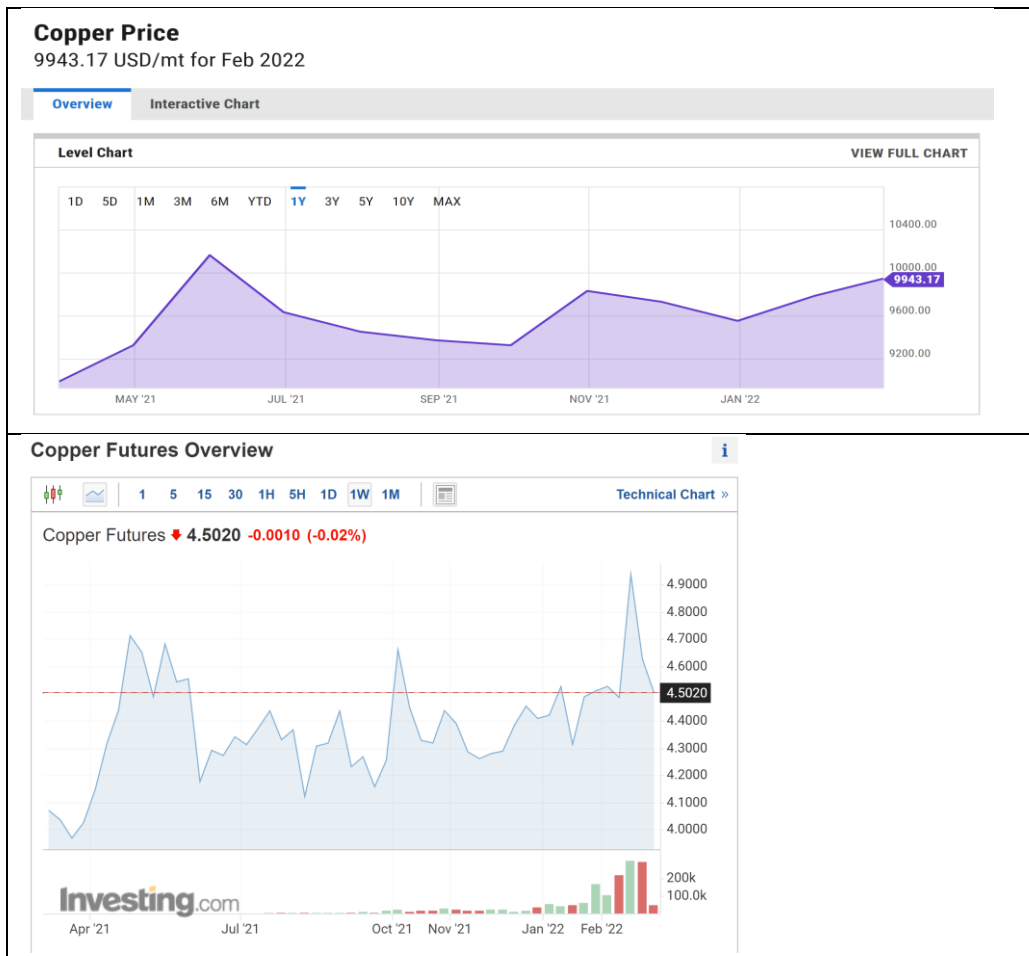 Copper Price
9943.17 USD/mt for Feb 2022
Overview Interactive Chart
Level Chart VIEW FULL CHART
1D 5D 1M 3M 6M YTD 1Y 3Y 5Y 10Y MAX
10400.00
10000.00
9943.17
9600.00
9200.00
MAY '21 JUL '21 SEP '21 NOV '21 JAN '22
Copper Futures Overview i
1 5 15 30 1H 5H 1D 1W 1M Technical Chart »
Copper Futures 4.5020 -0.0010 (-0.02%)
4.9000
4.8000
4.7000
4.6000
4.5020
4.4000
4.3000
4.2000
4.1000
4.0000
200k
100.0k
Investing.com
Apr '21 Jul '21 Oct '21 Nov '21 Jan '22 Feb '22